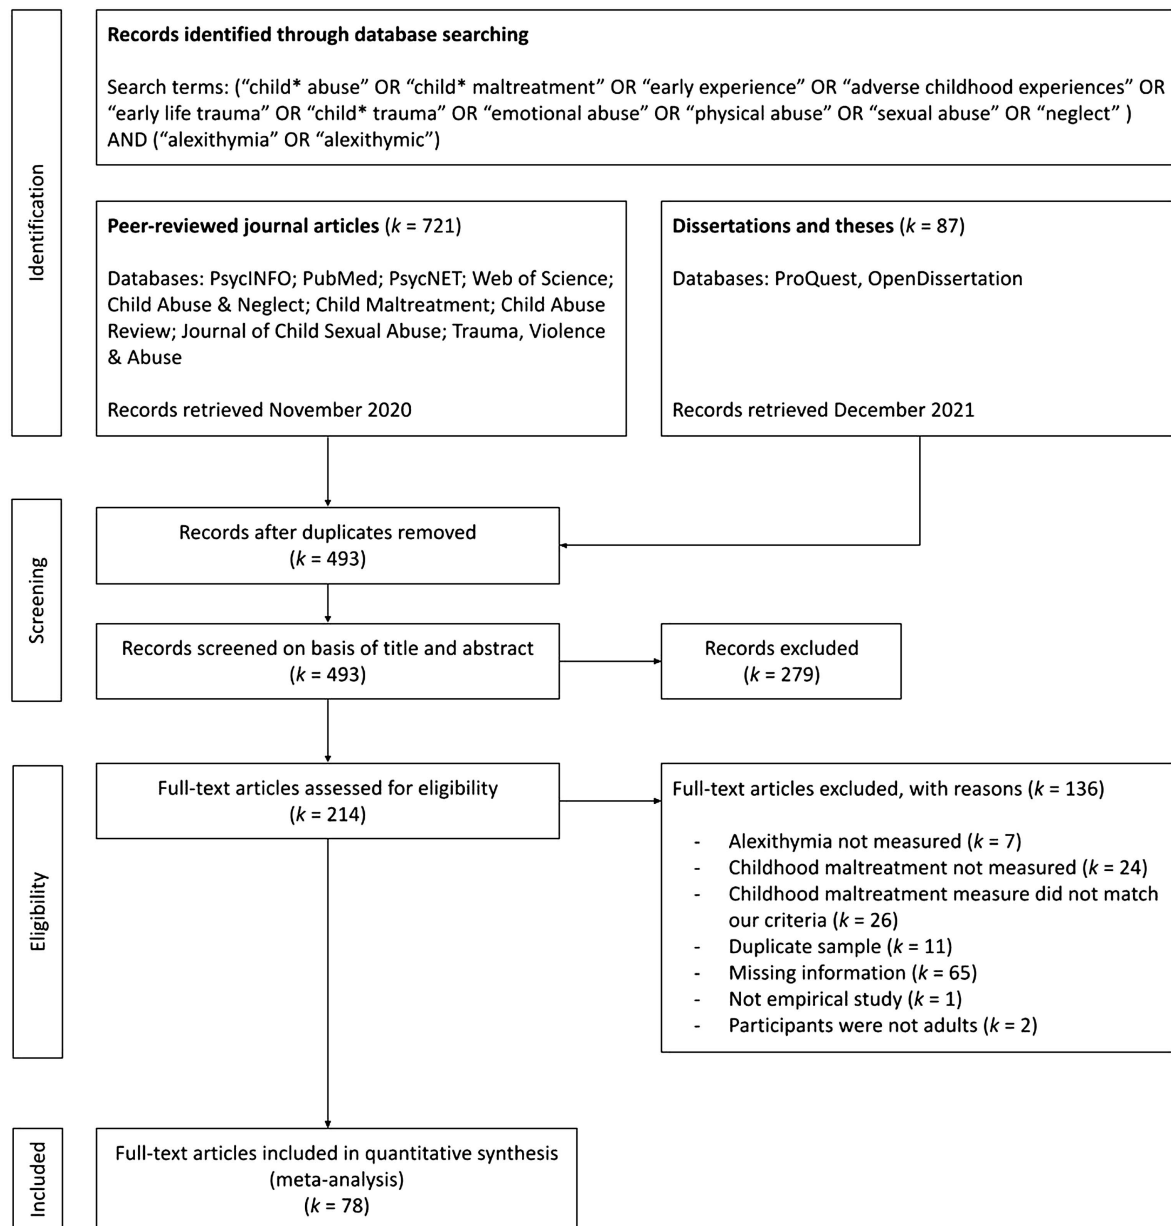 Identification
Records identified through database searching
Search terms: (“child* abuse” OR “child* maltreatment” OR “early experience” OR “adverse childhood experiences” OR
“early life trauma” OR “child* trauma” OR “emotional abuse” OR “physical abuse” OR “sexual abuse” OR “neglect” )
AND (“alexithymia” OR “alexithymic”)
Peer-reviewed journal articles (k = 721)
Databases: PsycINFO; PubMed; PsycNET; Web of Science;
Child Abuse & Neglect; Child Maltreatment; Child Abuse
Review; Journal of Child Sexual Abuse; Trauma, Violence
& Abuse
Records retrieved November 2020
Dissertations and theses (k = 87)
Databases: ProQuest, OpenDissertation
Records retrieved December 2021
Screening
Records after duplicates removed
(k = 493)
Records screened on basis of title and abstract
(k = 493)
Records excluded
(k = 279)
Eligibility
Full-text articles assessed for eligibility
(k = 214)
Full-text articles excluded, with reasons (k = 136)
- Alexithymia not measured (k = 7)
- Childhood maltreatment not measured (k = 24)
- Childhood maltreatment measure did not match
our criteria (k = 26)
- Duplicate sample (k = 11)
- Missing information (k = 65)
- Not empirical study (k = 1)
- Participants were not adults (k = 2)
Included
Full-text articles included in quantitative synthesis
(meta-analysis)
(k = 78)